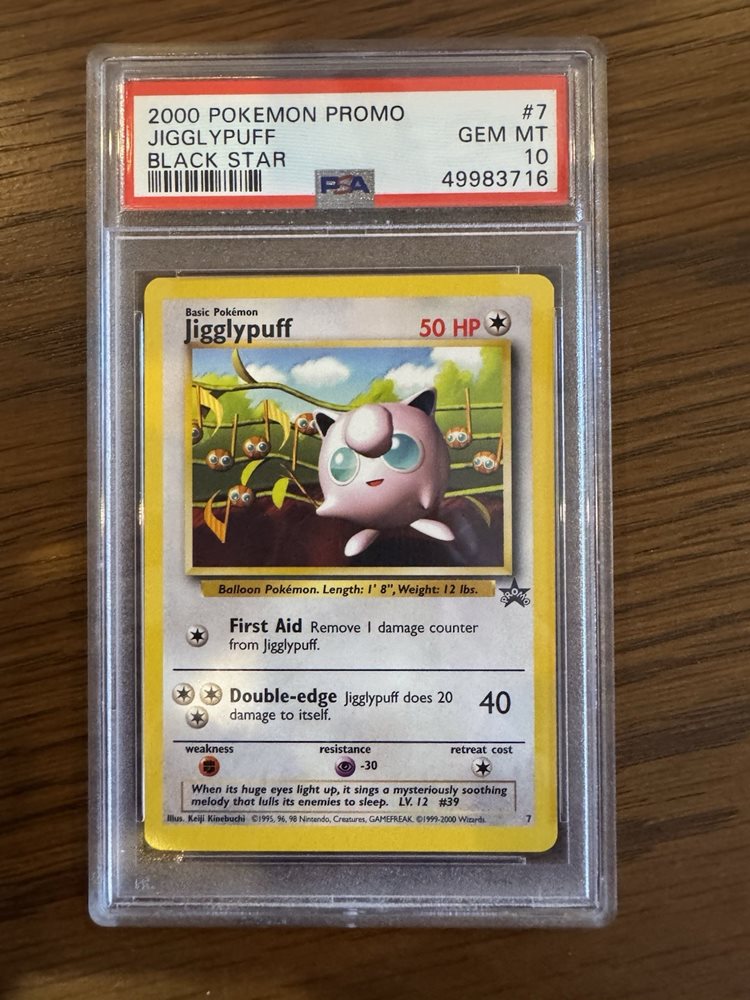 2000 POKEMON PROMO #7
JIGGLYPUFF GEM MT
BLACK STAR 10
PSA 49983716
Basic Pokémon
Jigglypuff 50 HP
Balloon Pokémon. Length: 1' 8", Weight: 12 lbs.
PROMO
First Aid Remove 1 damage counter
from Jigglypuff.
Double-edge Jigglypuff does 20
damage to itself.
40
weakness resistance retreat cost
-30
When its huge eyes light up, it sings a mysteriously soothing
melody that lulls its enemies to sleep. LV. 12 #39
Illus. Keiji Kinebuchi ©1995, 96, 98 Nintendo, Creatures, GAMEFREAK. ©1999-2000 Wizards. 7